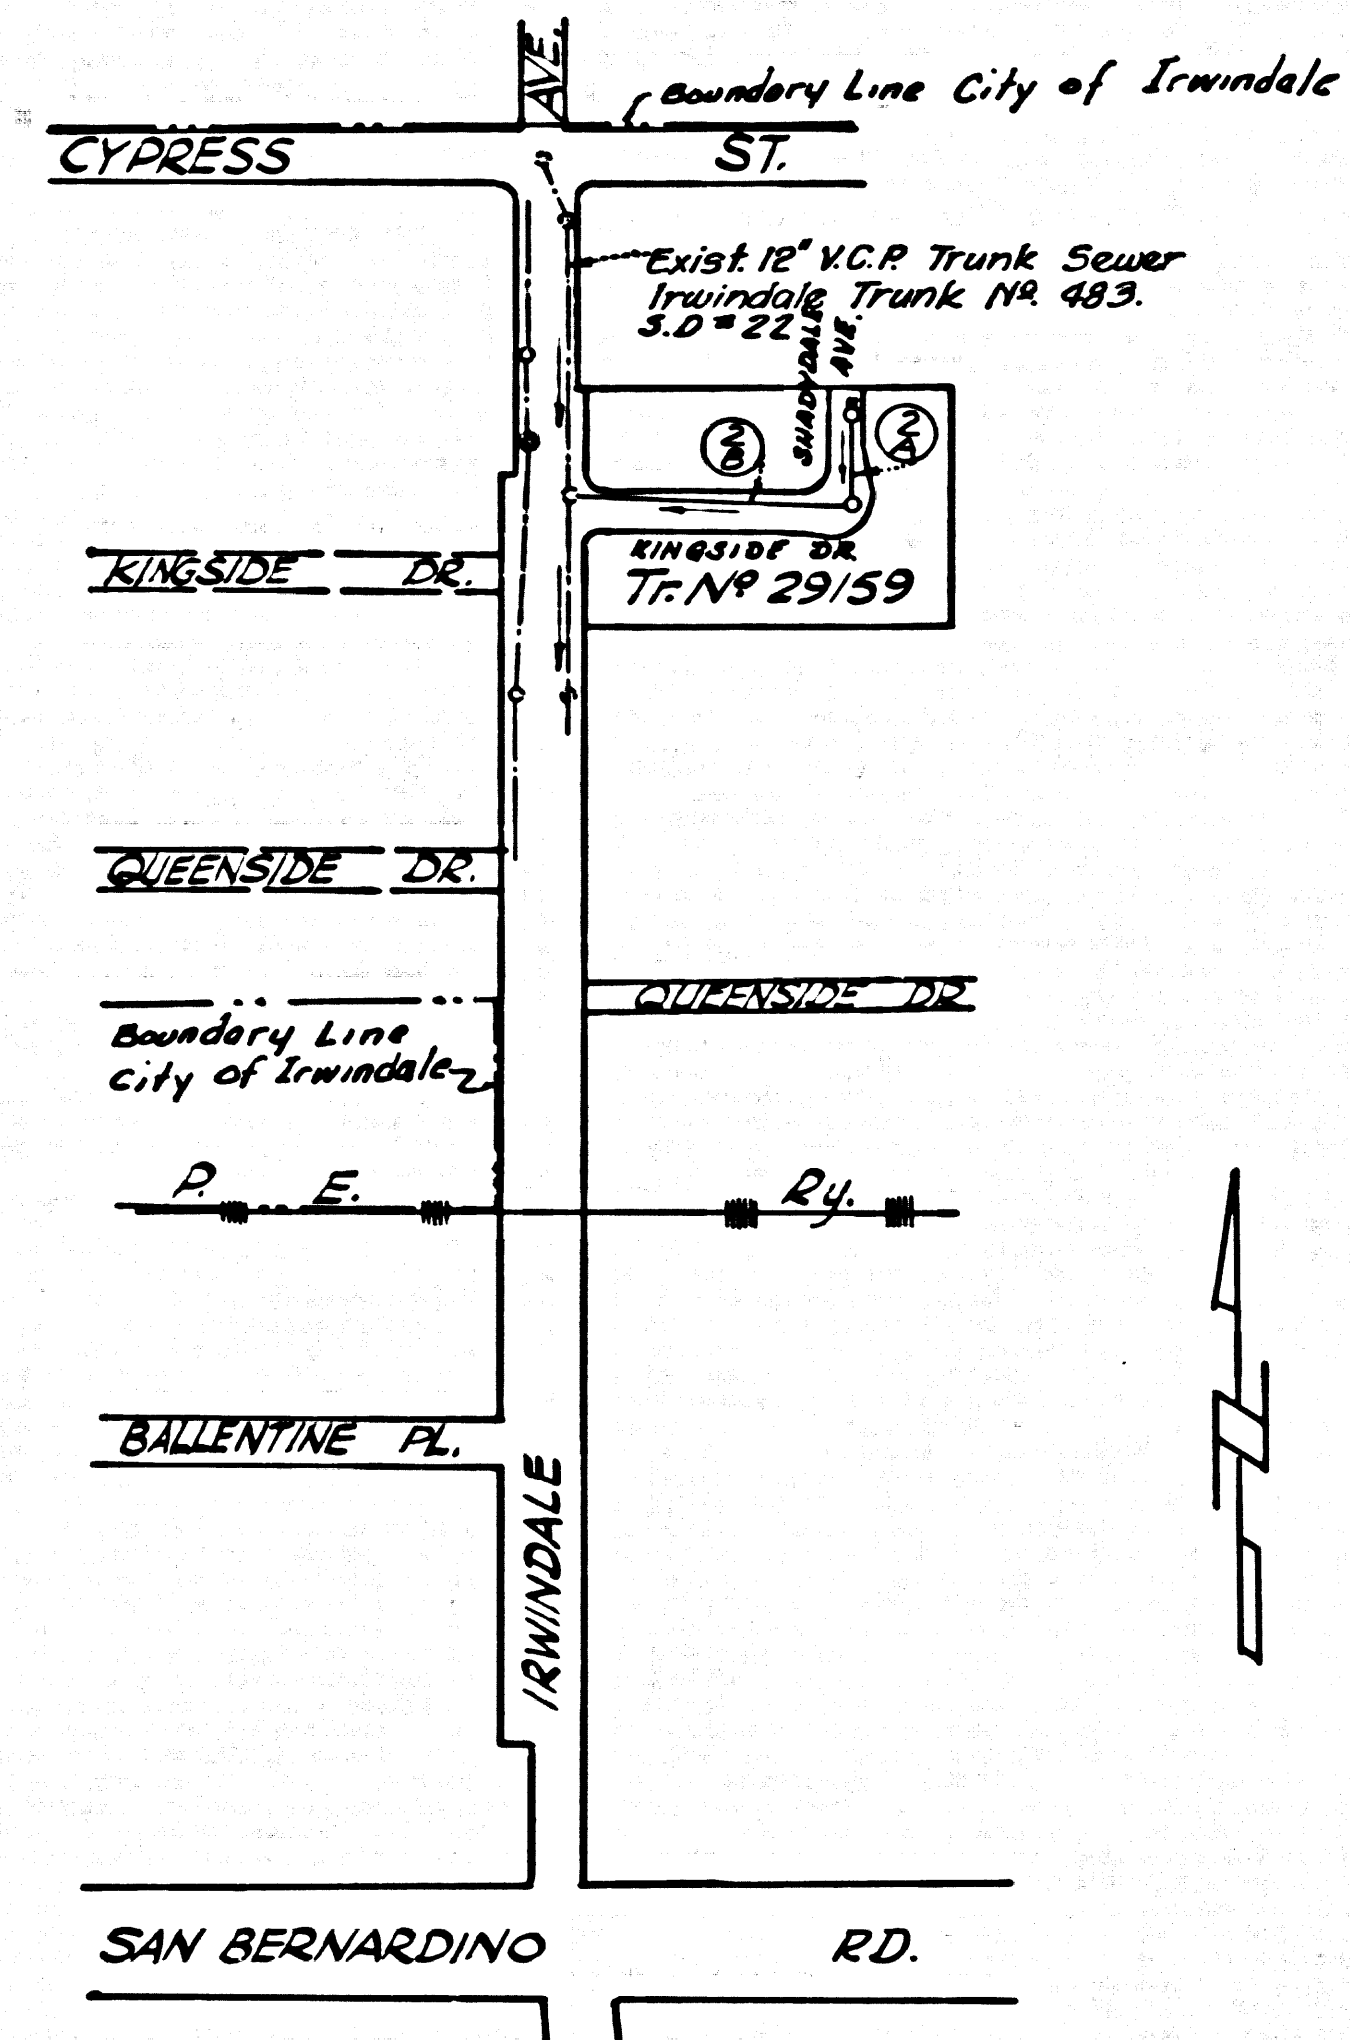 AVE.
Boundary Line City of Irwindale
CYPRESS ST.
Exist. 12" V.C.P. Trunk Sewer
Irwindale Trunk Nº. 483.
S.D # 22
SHADYDALE
AVE.
2
B
2
A
KINGSIDE DR.
KINGSIDE DR
Tr. Nº 29159
QUEENSIDE DR.
QUEENSIDE DR
Boundary Line
City of Irwindale
P. E. Ry.
N
BALLENTINE PL.
IRWINDALE
SAN BERNARDINO RD.